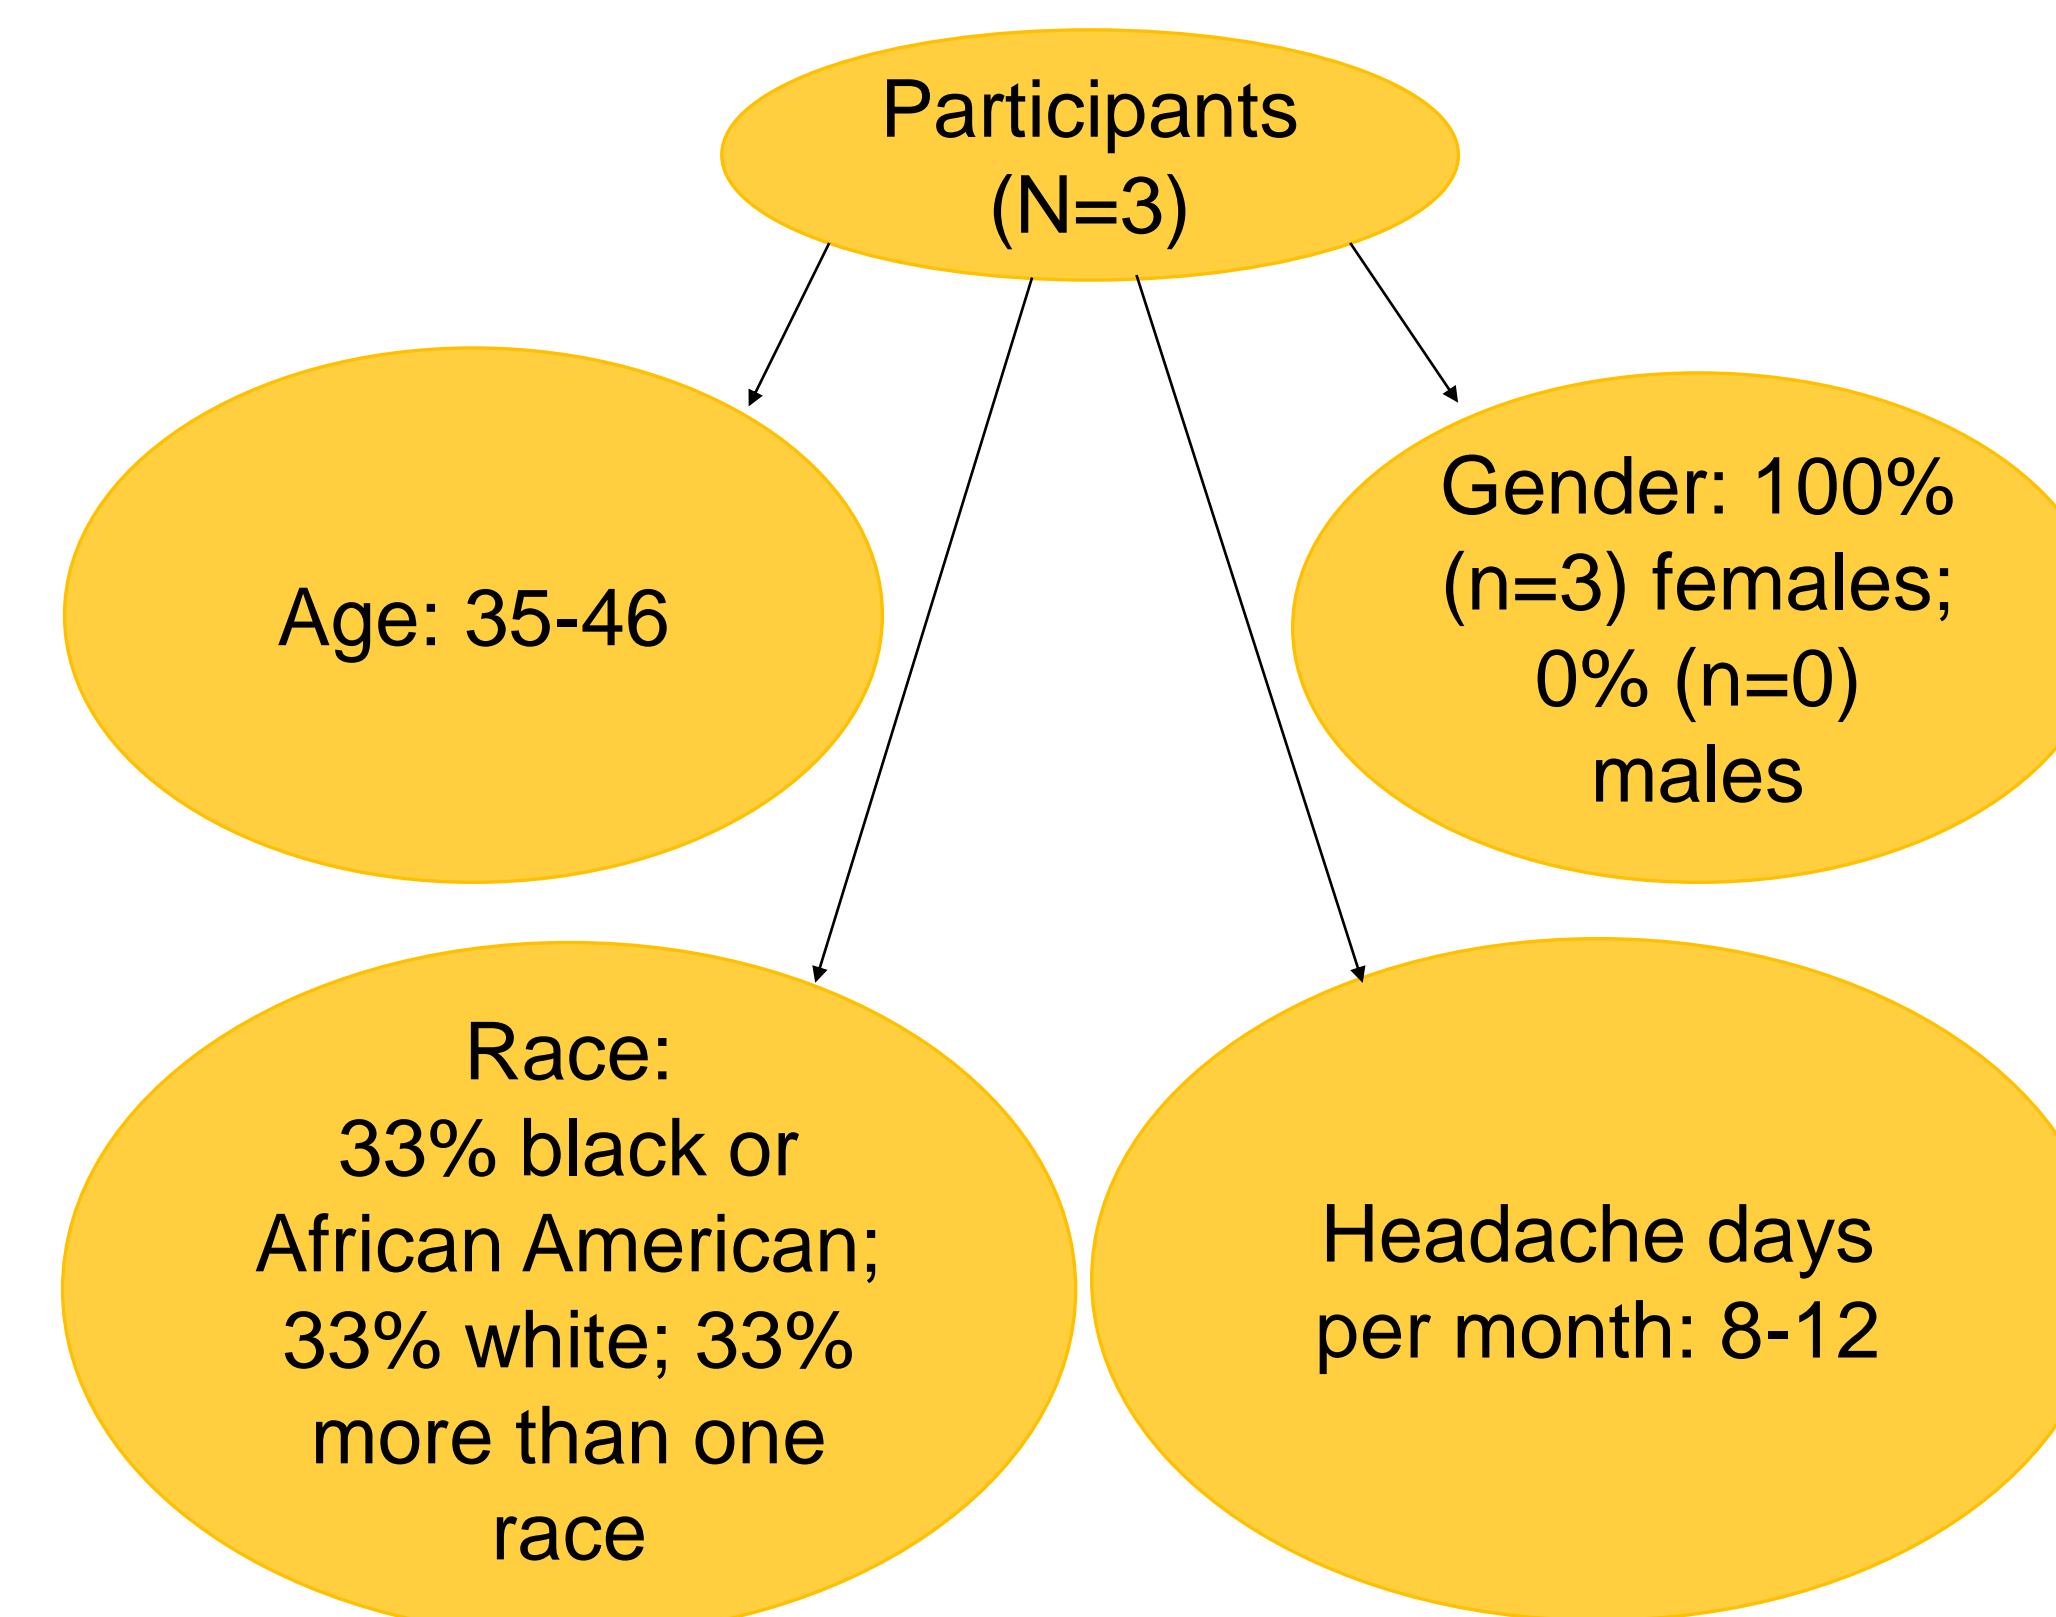 Participants
(N=3)
Age: 35-46
Gender: 100%
(n=3) females;
0% (n=0)
males
Race:
33% black or
African American;
33% white; 33%
more than one
race
Headache days
per month: 8-12